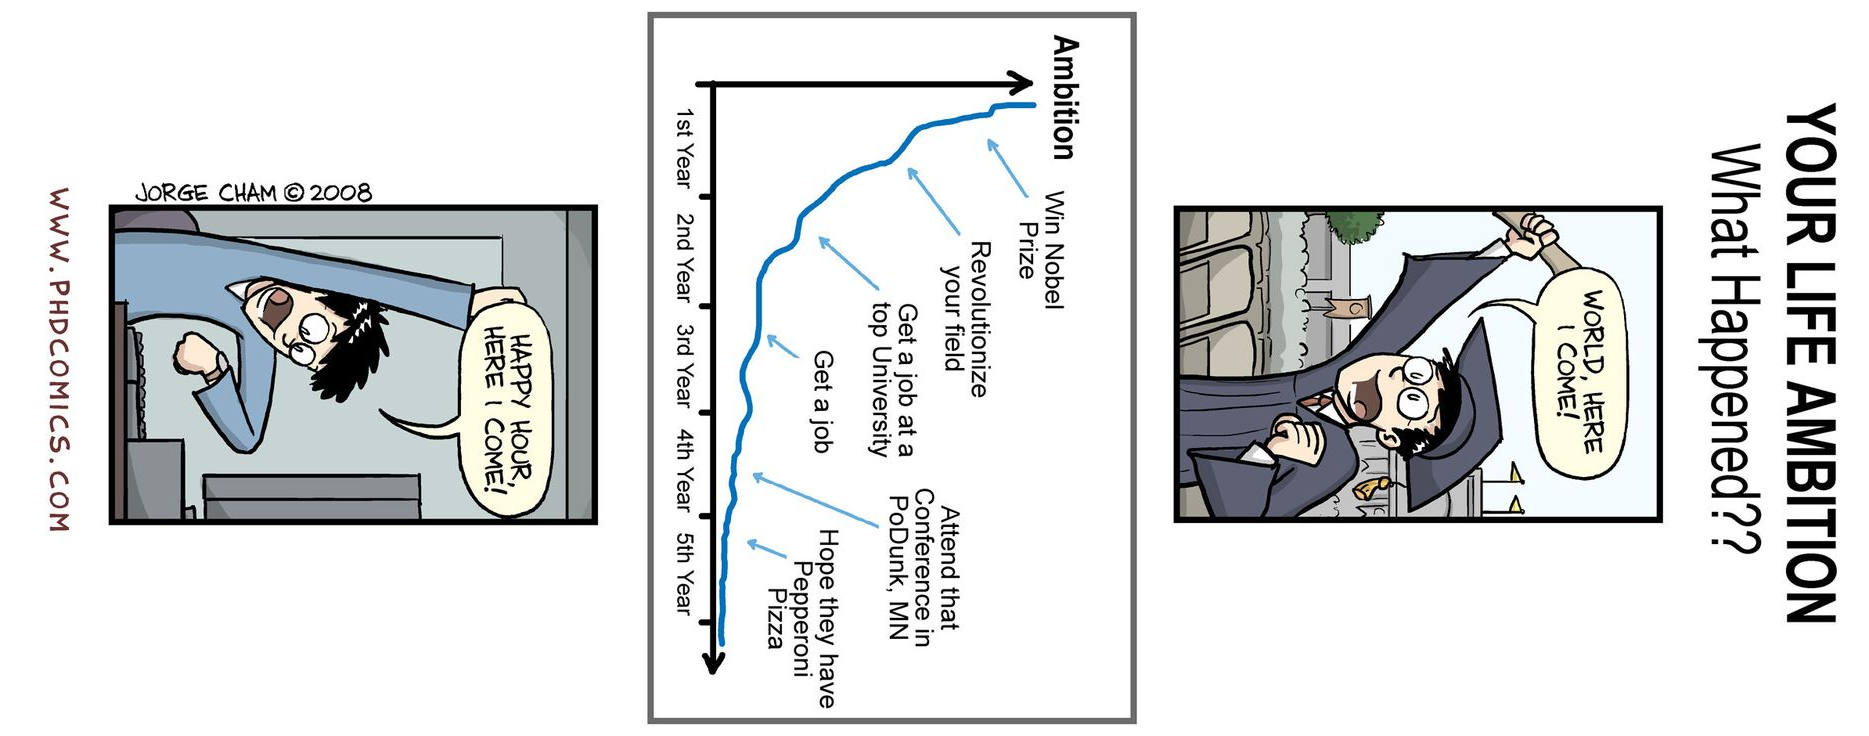 YOUR LIFE AMBITION
What Happened??
WORLD, HERE
I COME!
Ambition
Win Nobel
Prize
Revolutionize
your field
Get a job at a
top University
Get a job
Attend that
Conference in
PoDunk, MN
Hope they have
Pepperoni
Pizza
1st Year
2nd Year
3rd Year
4th Year
5th Year
HAPPY HOUR,
HERE I COME!
JORGE CHAM © 2008
WWW.PHDCOMICS.COM